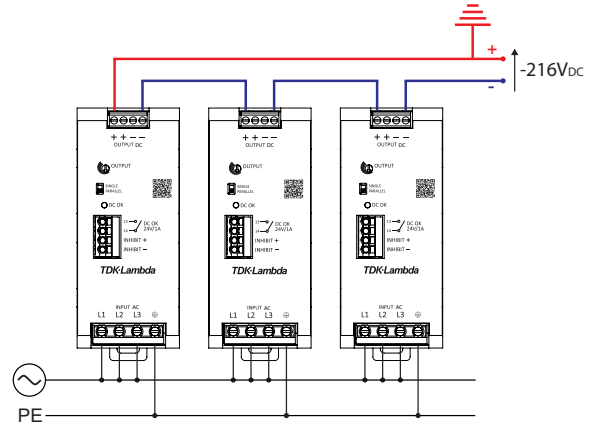 +
-216VDC
-
+ + − −
OUTPUT DC
OUTPUT
SINGLE
PARALLEL
DC OK
13
14
DC OK
24V/1A
INHIBIT +
INHIBIT −
TDK·Lambda
INPUT AC
L1 L2 L3
+ + − −
OUTPUT DC
OUTPUT
SINGLE
PARALLEL
DC OK
13
14
DC OK
24V/1A
INHIBIT +
INHIBIT −
TDK·Lambda
INPUT AC
L1 L2 L3
+ + − −
OUTPUT DC
OUTPUT
SINGLE
PARALLEL
DC OK
13
14
DC OK
24V/1A
INHIBIT +
INHIBIT −
TDK·Lambda
INPUT AC
L1 L2 L3
PE